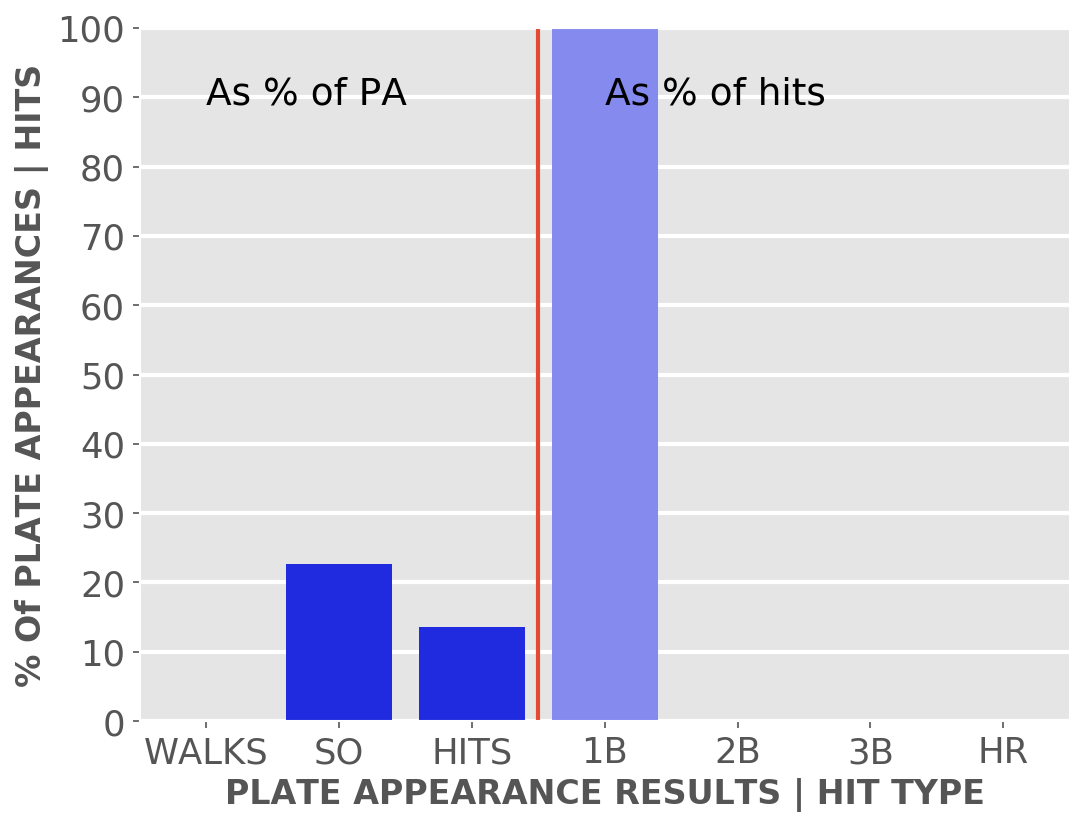 % Of PLATE APPEARANCES | HITS
100
90
80
70
60
50
40
30
20
10
0
As % of PA
As % of hits
WALKS SO HITS 1B 2B 3B HR
PLATE APPEARANCE RESULTS | HIT TYPE